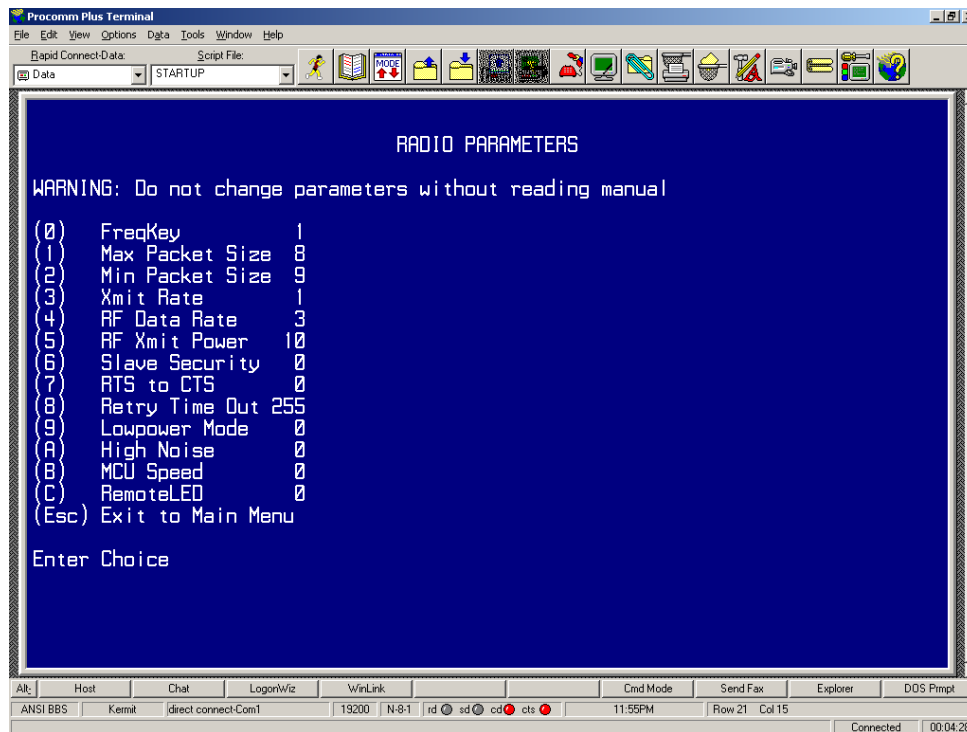 Procomm Plus Terminal
File Edit View Options Data Tools Window Help
Rapid Connect-Data: Script File:
Data STARTUP MODE
RADIO PARAMETERS
WARNING: Do not change parameters without reading manual
(0) FreqKey 1
(1) Max Packet Size 8
(2) Min Packet Size 9
(3) Xmit Rate 1
(4) RF Data Rate 3
(5) RF Xmit Power 10
(6) Slave Security 0
(7) RTS to CTS 0
(8) Retry Time Out 255
(9) Lowpower Mode 0
(A) High Noise 0
(B) MCU Speed 0
(C) RemoteLED 0
(Esc) Exit to Main Menu
Enter Choice
Alt: Host Chat LogonWiz WinLink Cmd Mode Send Fax Explorer DOS Prmpt
ANSI BBS Kermit direct connect-Com1 19200 N-8-1 rd sd cd cts 11:55PM Row 21 Col 15
Connected 00:04:28